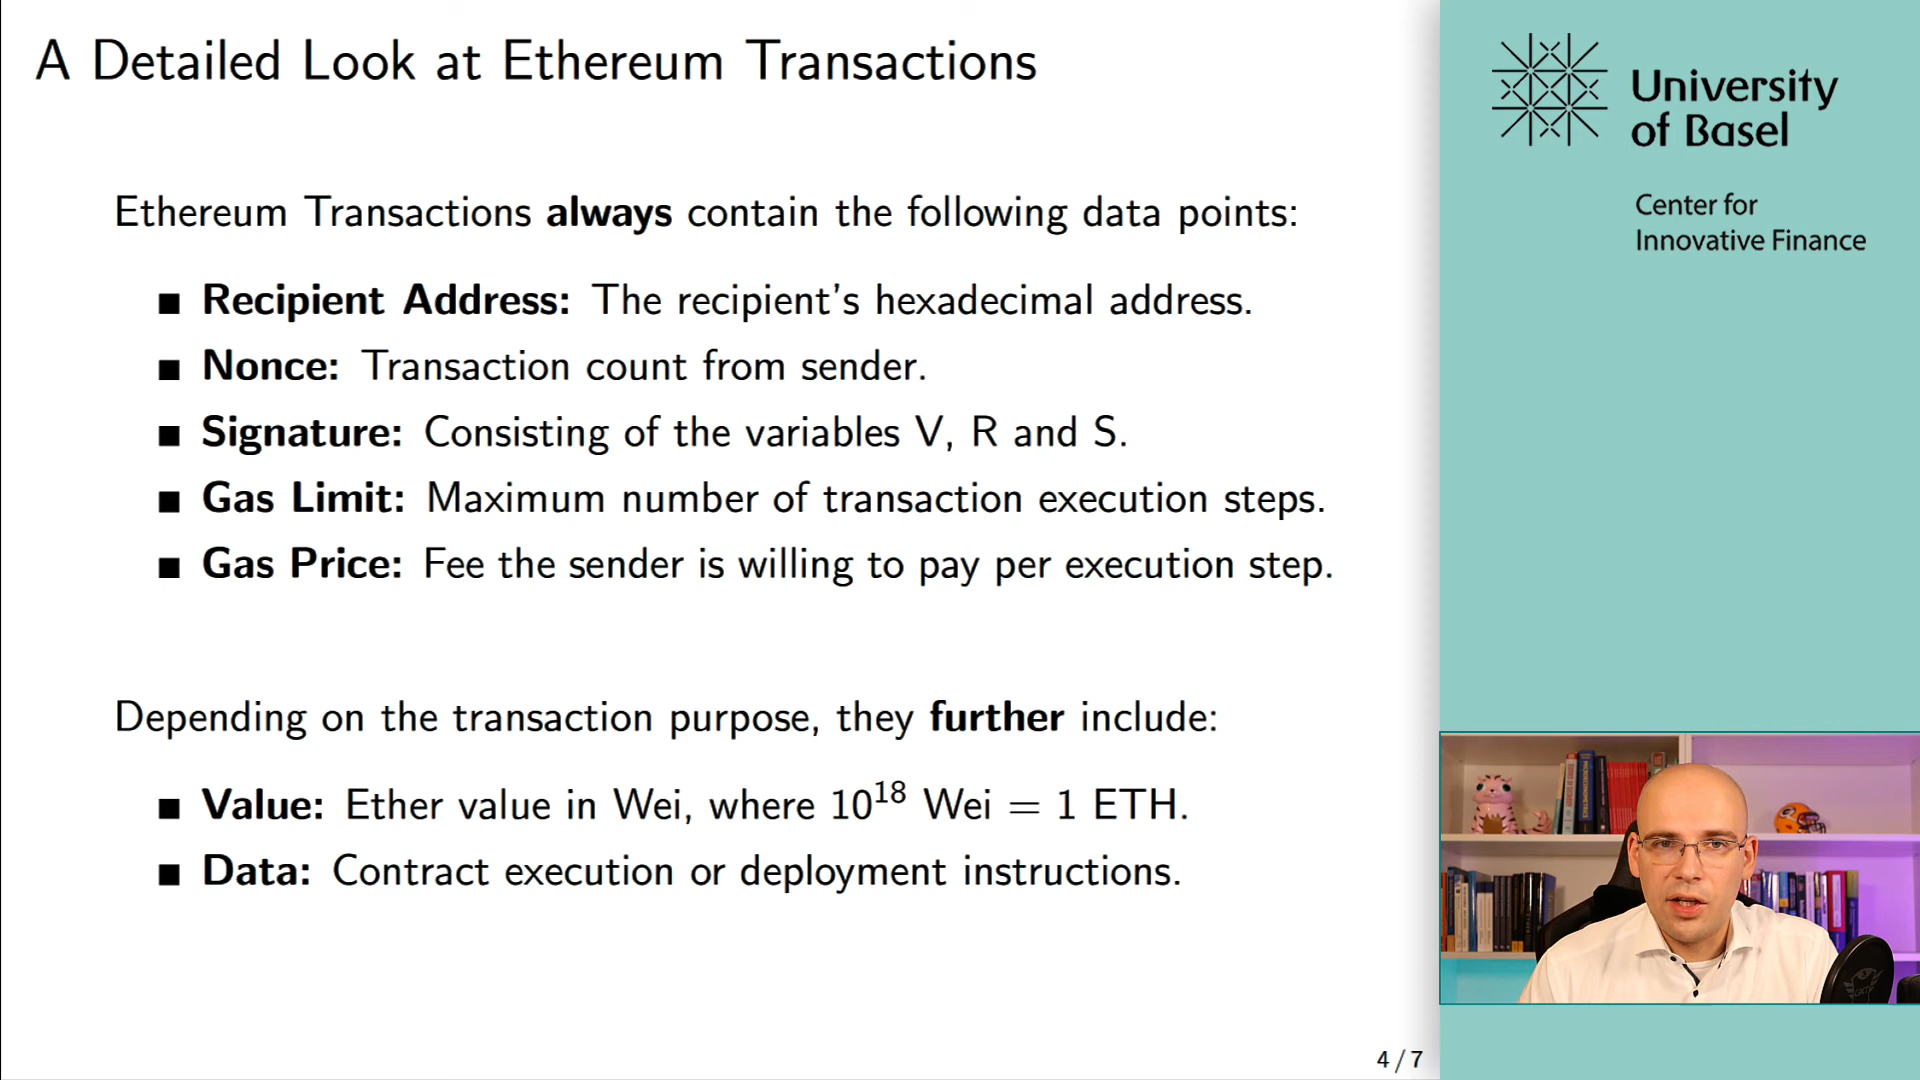 A Detailed Look at Ethereum Transactions
University
of Basel
Center for
Innovative Finance
Ethereum Transactions always contain the following data points:
■ Recipient Address: The recipient's hexadecimal address.
■ Nonce: Transaction count from sender.
■ Signature: Consisting of the variables V, R and S.
■ Gas Limit: Maximum number of transaction execution steps.
■ Gas Price: Fee the sender is willing to pay per execution step.
Depending on the transaction purpose, they further include:
■ Value: Ether value in Wei, where 10¹⁸ Wei = 1 ETH.
■ Data: Contract execution or deployment instructions.
4 / 7